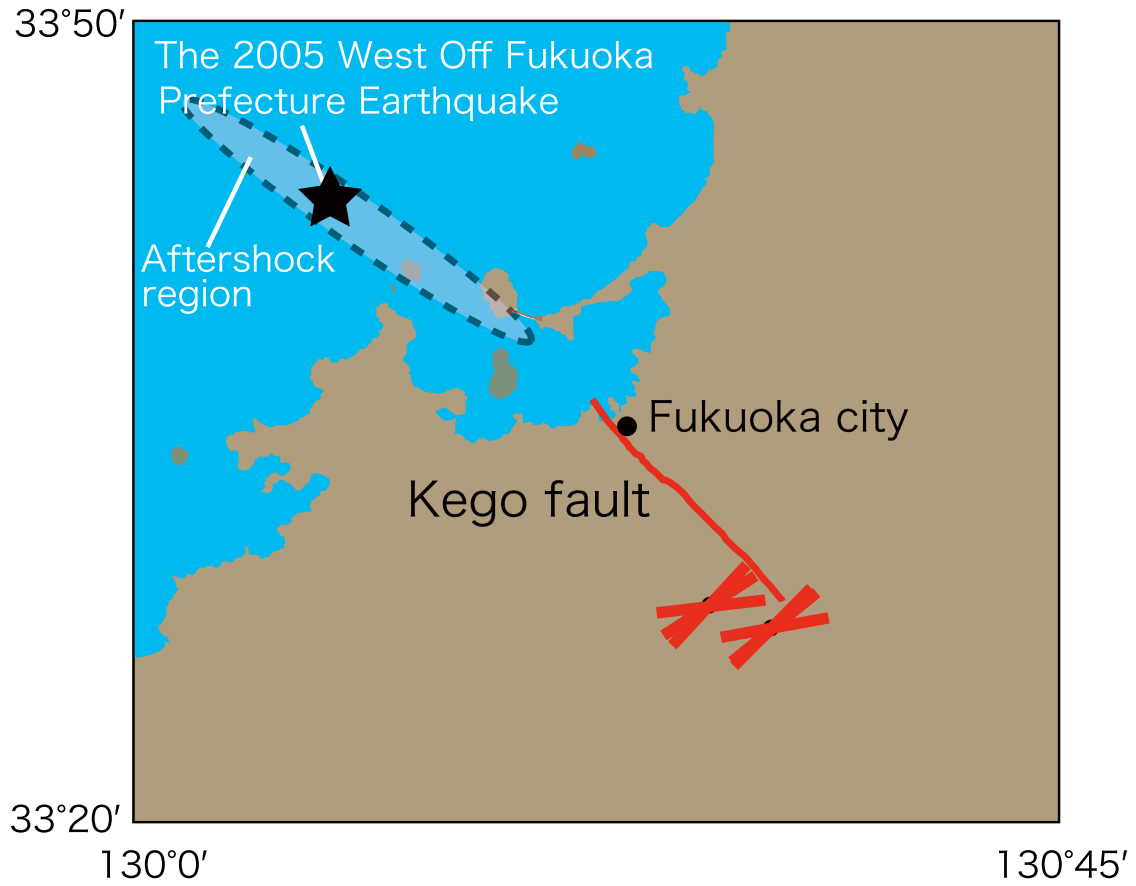 33°50′
The 2005 West Off Fukuoka
Prefecture Earthquake
Aftershock
region
Fukuoka city
Kego fault
33°20′
130°0′
130°45′